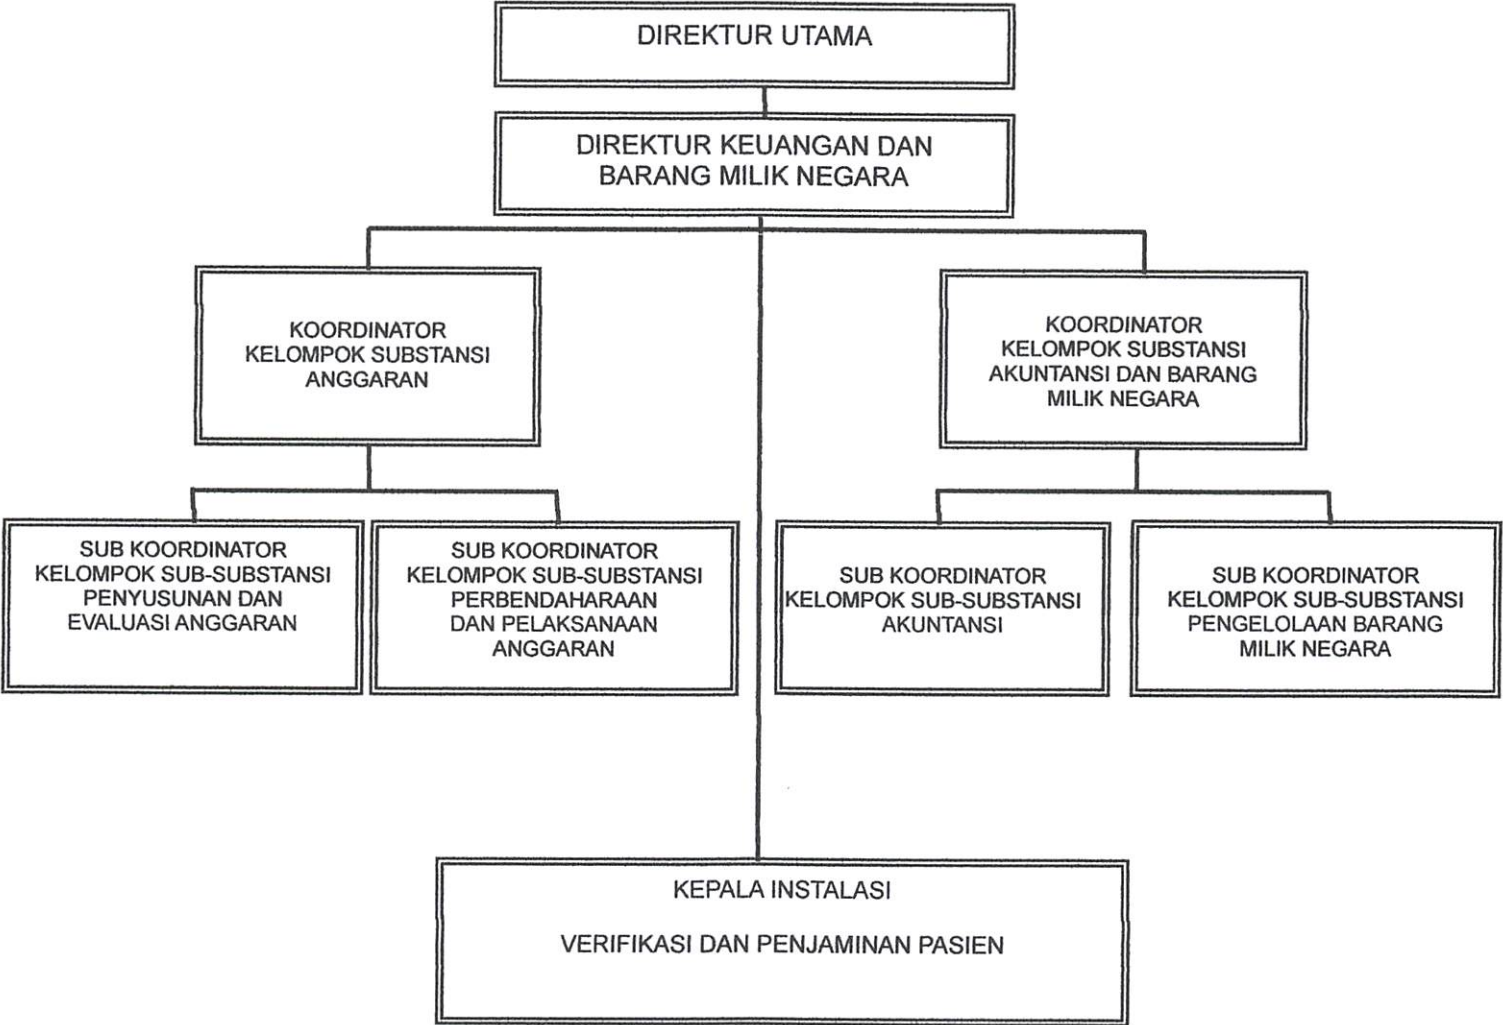 DIREKTUR UTAMA
DIREKTUR KEUANGAN DAN
BARANG MILIK NEGARA
KOORDINATOR
KELOMPOK SUBSTANSI
ANGGARAN
KOORDINATOR
KELOMPOK SUBSTANSI
AKUNTANSI DAN BARANG
MILIK NEGARA
SUB KOORDINATOR
KELOMPOK SUB-SUBSTANSI
PENYUSUNAN DAN
EVALUASI ANGGARAN
SUB KOORDINATOR
KELOMPOK SUB-SUBSTANSI
PERBENDAHARAAN
DAN PELAKSANAAN
ANGGARAN
SUB KOORDINATOR
KELOMPOK SUB-SUBSTANSI
AKUNTANSI
SUB KOORDINATOR
KELOMPOK SUB-SUBSTANSI
PENGELOLAAN BARANG
MILIK NEGARA
KEPALA INSTALASI
VERIFIKASI DAN PENJAMINAN PASIEN